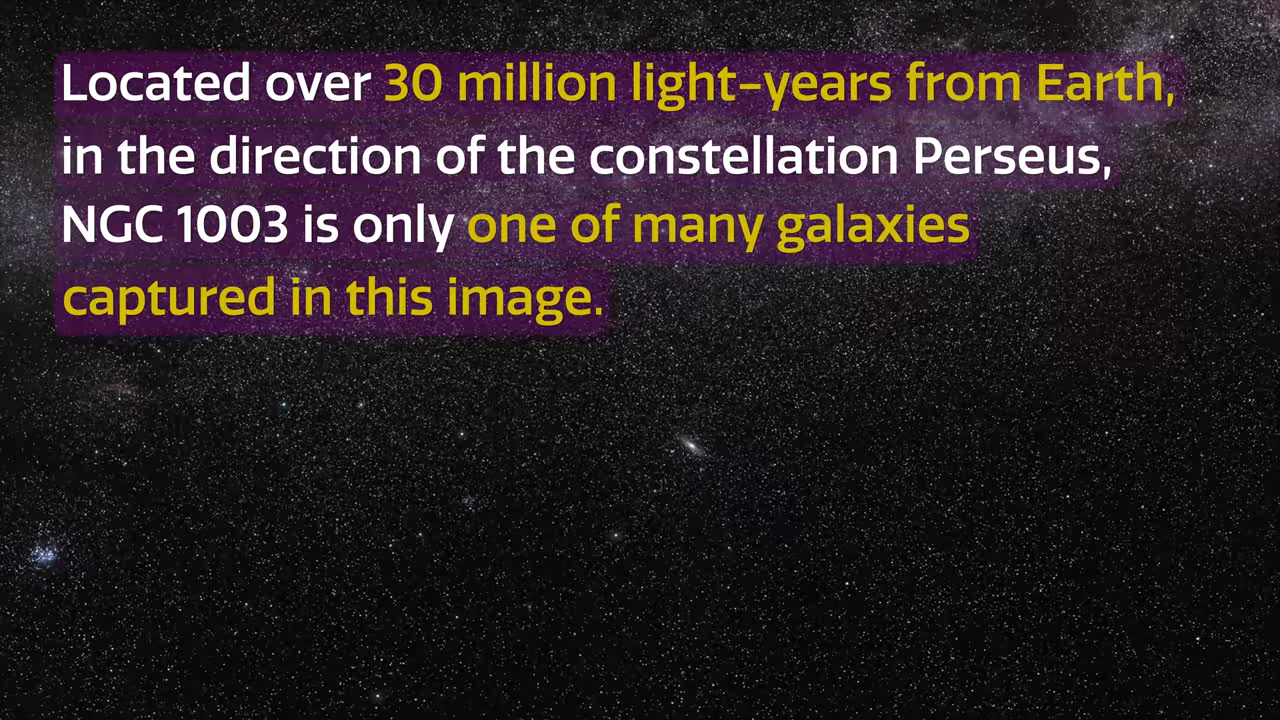 Located over 30 million light-years from Earth,
in the direction of the constellation Perseus,
NGC 1003 is only one of many galaxies
captured in this image.